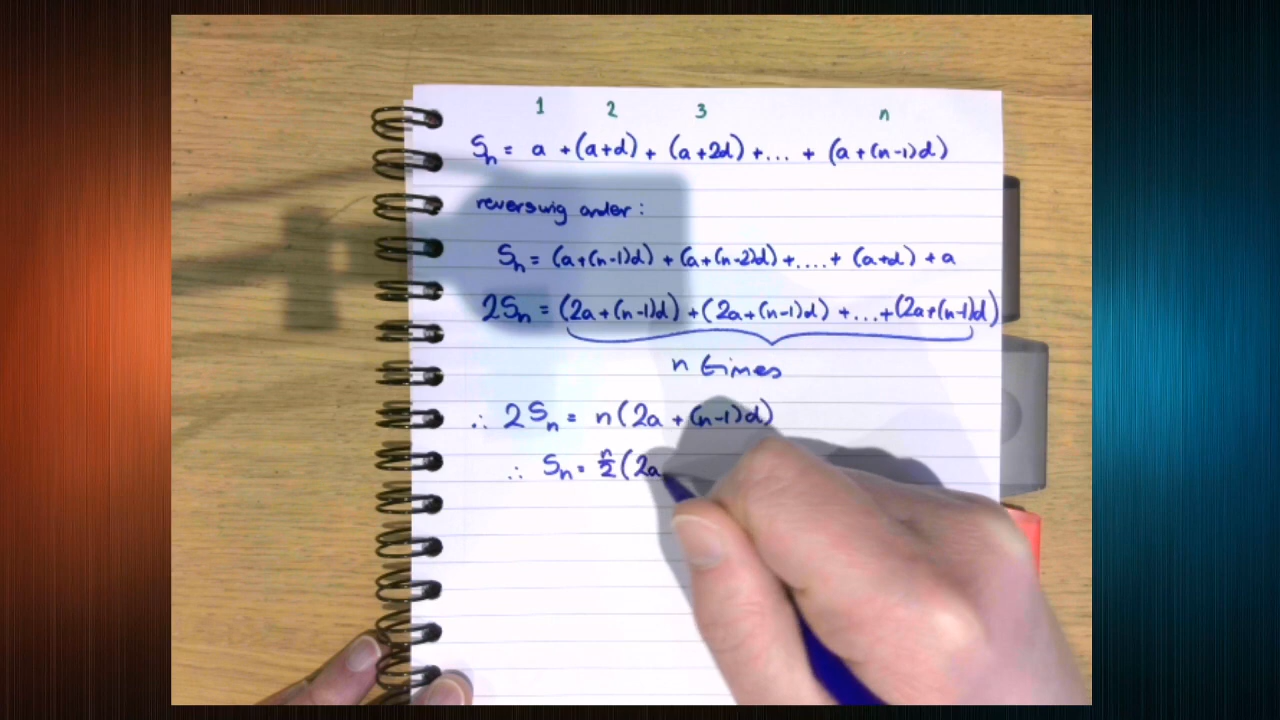 1 2 3 n
Sₙ = a + (a+d) + (a+2d) +... + (a+(n-1)d)
reversing order:
Sₙ = (a+(n-1)d) + (a+(n-2)d) +....+ (a+d) + a
2Sₙ = (2a+(n-1)d) + (2a+(n-1)d) +...+ (2a+(n-1)d)
n times
∴ 2Sₙ = n(2a+(n-1)d)
∴ Sₙ = n/2 (2a